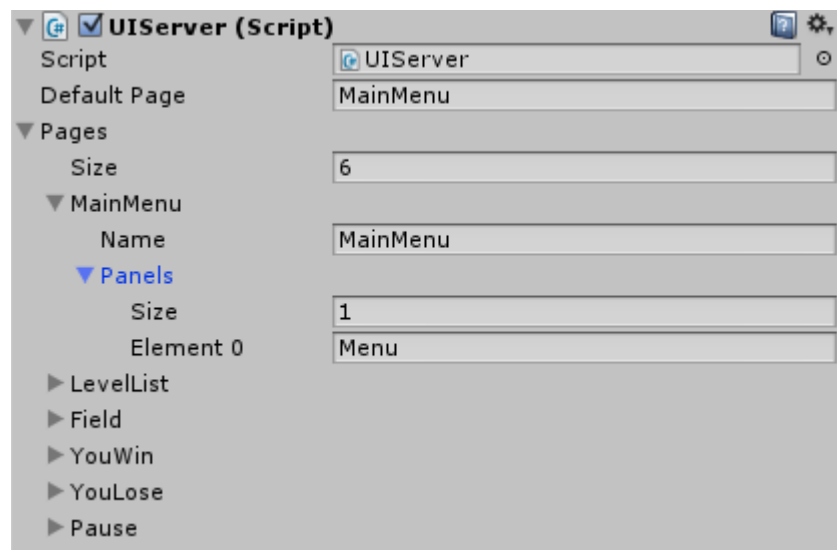 UIServer (Script)
Script UIServer
Default Page MainMenu
Pages
Size 6
MainMenu
Name MainMenu
Panels
Size 1
Element 0 Menu
LevelList
Field
YouWin
YouLose
Pause